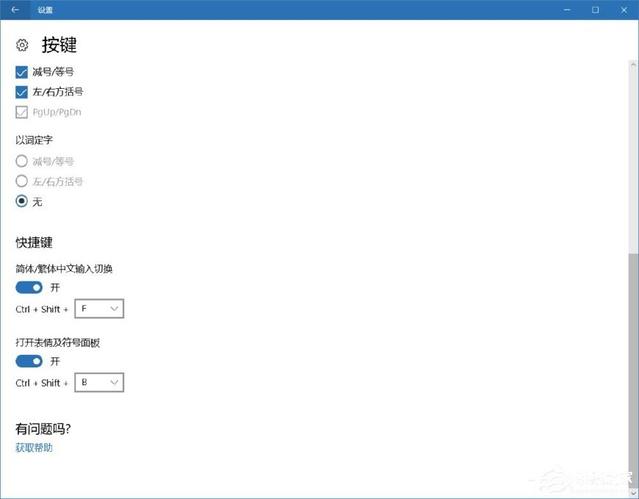 设置
按键
减号/等号
左/右方括号
PgUp/PgDn
以词定字
减号/等号
左/右方括号
无
快捷键
简体/繁体中文输入切换
开
Ctrl + Shift + F
打开表情及符号面板
开
Ctrl + Shift + B
有问题吗?
获取帮助